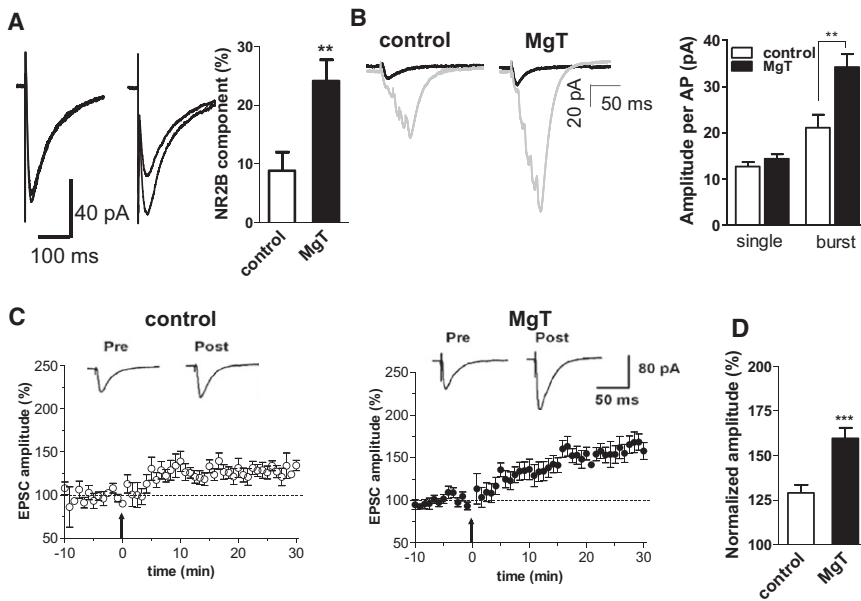 A
NR2B component (%)
30
20
10
0
**
control
MgT
40 pA
100 ms
B
control
MgT
20 pA
50 ms
Amplitude per AP (pA)
40
30
20
10
0
control
MgT
**
single
burst
C
control
Pre
Post
EPSC amplitude (%)
250
200
150
100
50
-10
0
10
20
30
time (min)
MgT
Pre
Post
80 pA
50 ms
EPSC amplitude (%)
250
200
150
100
50
-10
0
10
20
30
time (min)
D
Normalized amplitude (%)
200
175
150
125
100
***
control
MgT